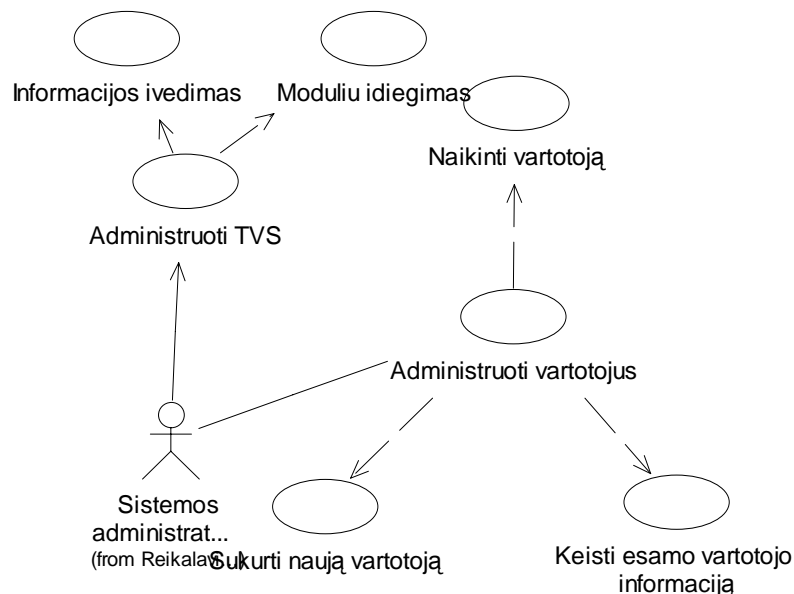 Informacijos ivedimas
Moduliu idiegimas
Naikinti vartotoją
Administruoti TVS
Administruoti vartotojus
Sistemos
administrat...
(from Reikalavi...)
Sukurti naują vartotoją
Keisti esamo vartotojo
informaciją